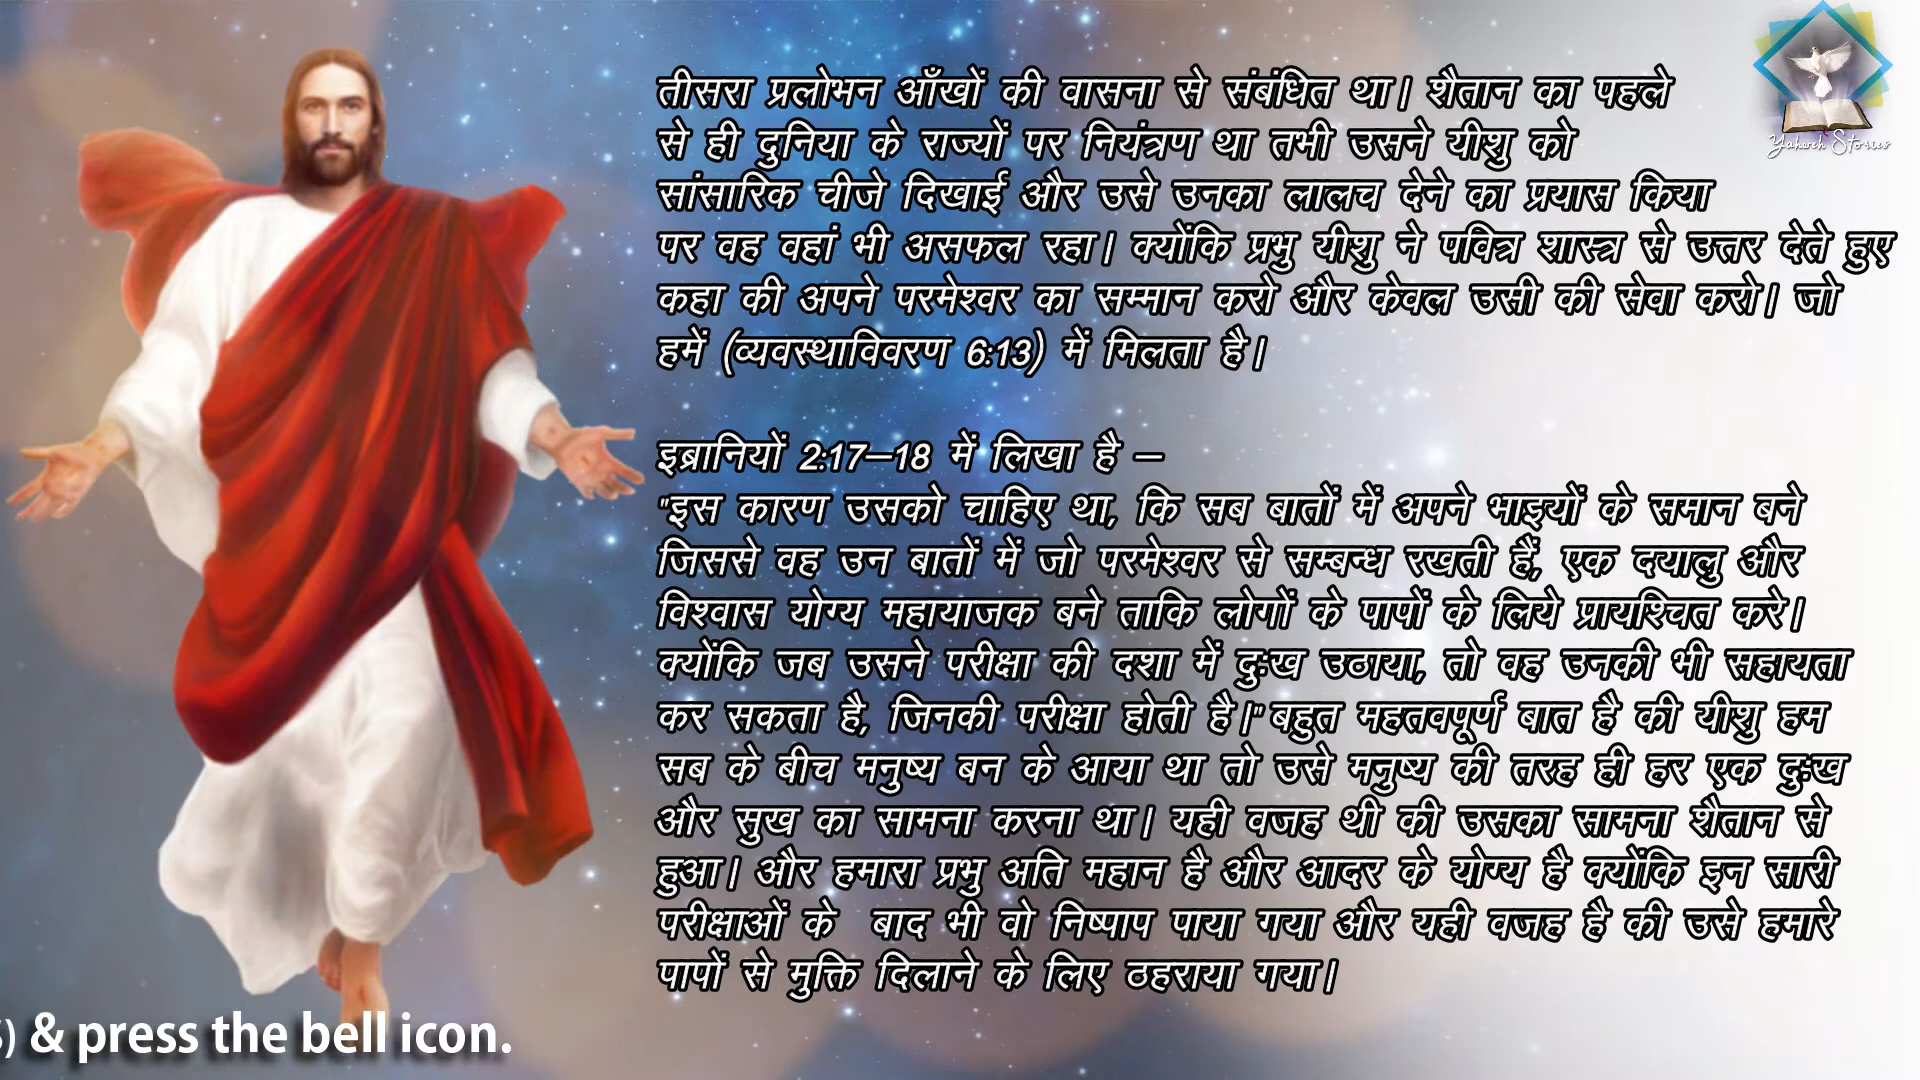 Yahweh Stories
तीसरा प्रलोभन आँखों की वासना से संबंधित था। शैतान का पहले
से ही दुनिया के राज्यों पर नियंत्रण था तभी उसने यीशु को
सांसारिक चीजे दिखाई और उसे उनका लालच देने का प्रयास किया
पर वह वहां भी असफल रहा। क्योंकि प्रभु यीशु ने पवित्र शास्त्र से उत्तर देते हुए
कहा की अपने परमेश्वर का सम्मान करो और केवल उसी की सेवा करो। जो
हमें (व्यवस्थाविवरण 6:13) में मिलता है।
इब्रानियों 2:17–18 में लिखा है –
"इस कारण उसको चाहिए था, कि सब बातों में अपने भाइयों के समान बने
जिससे वह उन बातों में जो परमेश्वर से सम्बन्ध रखती हैं, एक दयालु और
विश्वास योग्य महायाजक बने ताकि लोगों के पापों के लिये प्रायश्चित करे।
क्योंकि जब उसने परीक्षा की दशा में दुःख उठाया, तो वह उनकी भी सहायता
कर सकता है, जिनकी परीक्षा होती है।" बहुत महतवपूर्ण बात है की यीशु हम
सब के बीच मनुष्य बन के आया था तो उसे मनुष्य की तरह ही हर एक दुःख
और सुख का सामना करना था। यही वजह थी की उसका सामना शैतान से
हुआ। और हमारा प्रभु अति महान है और आदर के योग्य है क्योंकि इन सारी
परीक्षाओं के बाद भी वो निष्पाप पाया गया और यही वजह है की उसे हमारे
पापों से मुक्ति दिलाने के लिए ठहराया गया।
) & press the bell icon.